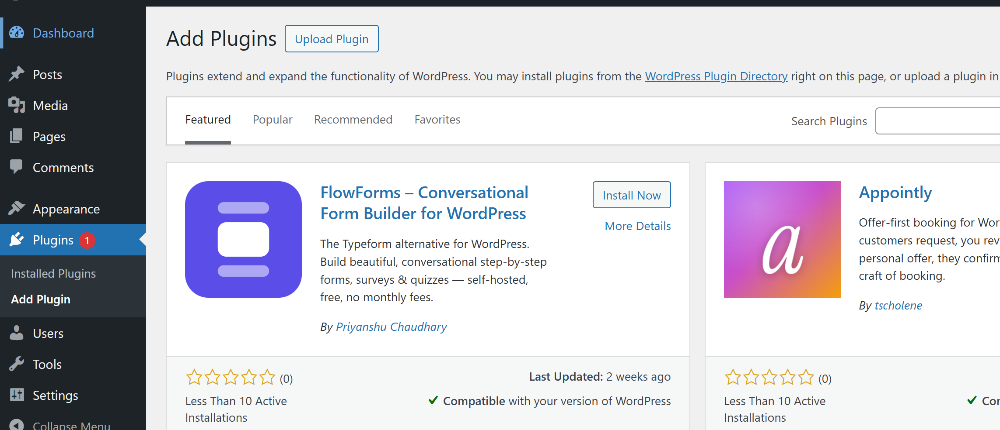 Dashboard
Posts
Media
Pages
Comments
Appearance
Plugins 1
Installed Plugins
Add Plugin
Users
Tools
Settings
Collapse Menu
Add Plugins
Upload Plugin
Plugins extend and expand the functionality of WordPress. You may install plugins from the WordPress Plugin Directory right on this page, or upload a plugin in
Featured Popular Recommended Favorites
Search Plugins
FlowForms – Conversational
Form Builder for WordPress
Install Now
More Details
The Typeform alternative for WordPress.
Build beautiful, conversational step-by-step
forms, surveys & quizzes — self-hosted,
free, no monthly fees.
By Priyanshu Chaudhary
(0)
Less Than 10 Active
Installations
Last Updated: 2 weeks ago
Compatible with your version of WordPress
a
Appointly
Offer-first booking for Wor
customers request, you rev
personal offer, they confirm
craft of booking.
By tscholene
(0)
Less Than 10 Active
Installations